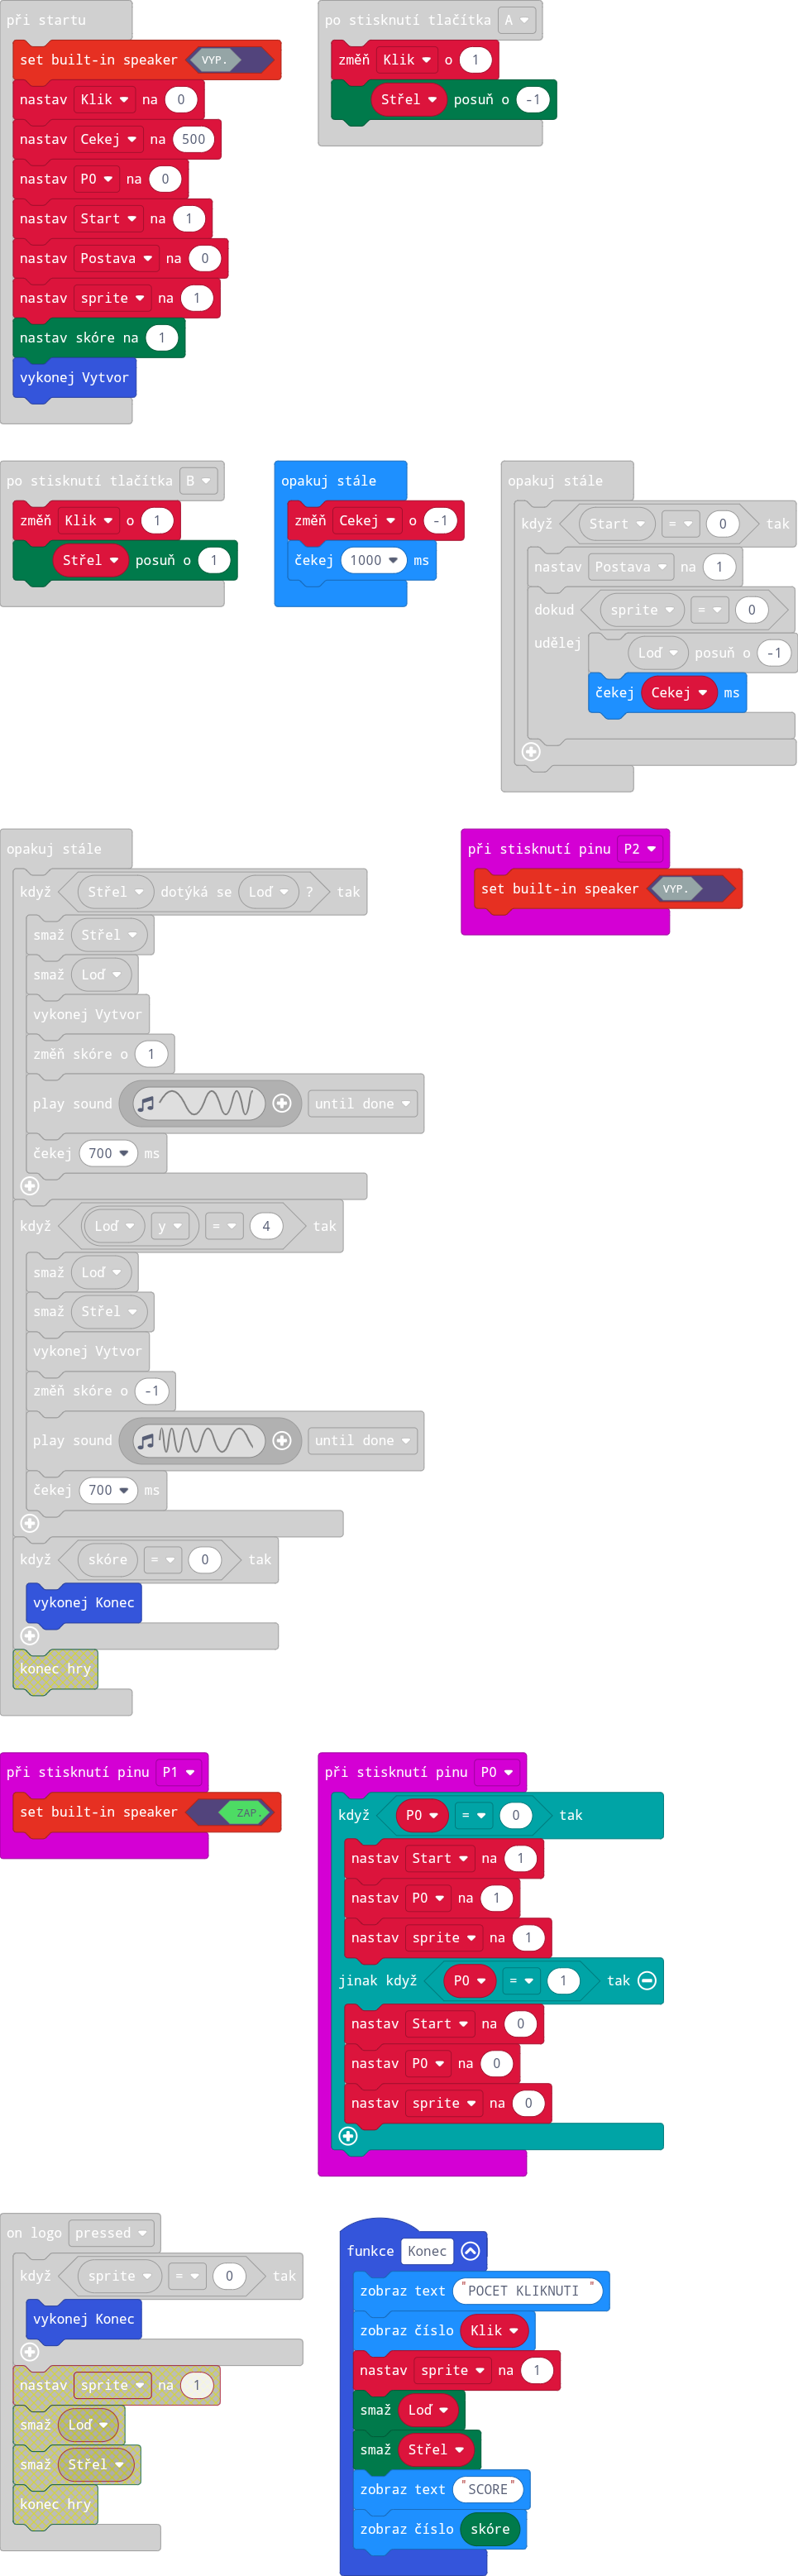 při startu
set built-in speaker VYP.
nastav Klik na 0
nastav Cekej na 500
nastav P0 na 0
nastav Start na 1
nastav Postava na 0
nastav sprite na 1
nastav skóre na 1
vykonej Vytvor
po stisknutí tlačítka A
změň Klik o 1
Střel posuň o -1
po stisknutí tlačítka B
změň Klik o 1
Střel posuň o 1
opakuj stále
změň Cekej o -1
čekej 1000 ms
opakuj stále
když Start = 0 tak
nastav Postava na 1
dokud sprite = 0
udělej
Loď posuň o -1
čekej Cekej ms
opakuj stále
když Střel dotýká se Loď ? tak
smaž Střel
smaž Loď
vykonej Vytvor
změň skóre o 1
play sound until done
čekej 700 ms
když Loď y = 4 tak
smaž Loď
smaž Střel
vykonej Vytvor
změň skóre o -1
play sound until done
čekej 700 ms
když skóre = 0 tak
vykonej Konec
konec hry
při stisknutí pinu P2
set built-in speaker VYP.
při stisknutí pinu P1
set built-in speaker ZAP.
při stisknutí pinu P0
když P0 = 0 tak
nastav Start na 1
nastav P0 na 1
nastav sprite na 1
jinak když P0 = 1 tak
nastav Start na 0
nastav P0 na 0
nastav sprite na 0
on logo pressed
když sprite = 0 tak
vykonej Konec
nastav sprite na 1
smaž Loď
smaž Střel
konec hry
funkce Konec
zobraz text "POCET KLIKNUTI "
zobraz číslo Klik
nastav sprite na 1
smaž Loď
smaž Střel
zobraz text "SCORE"
zobraz číslo skóre